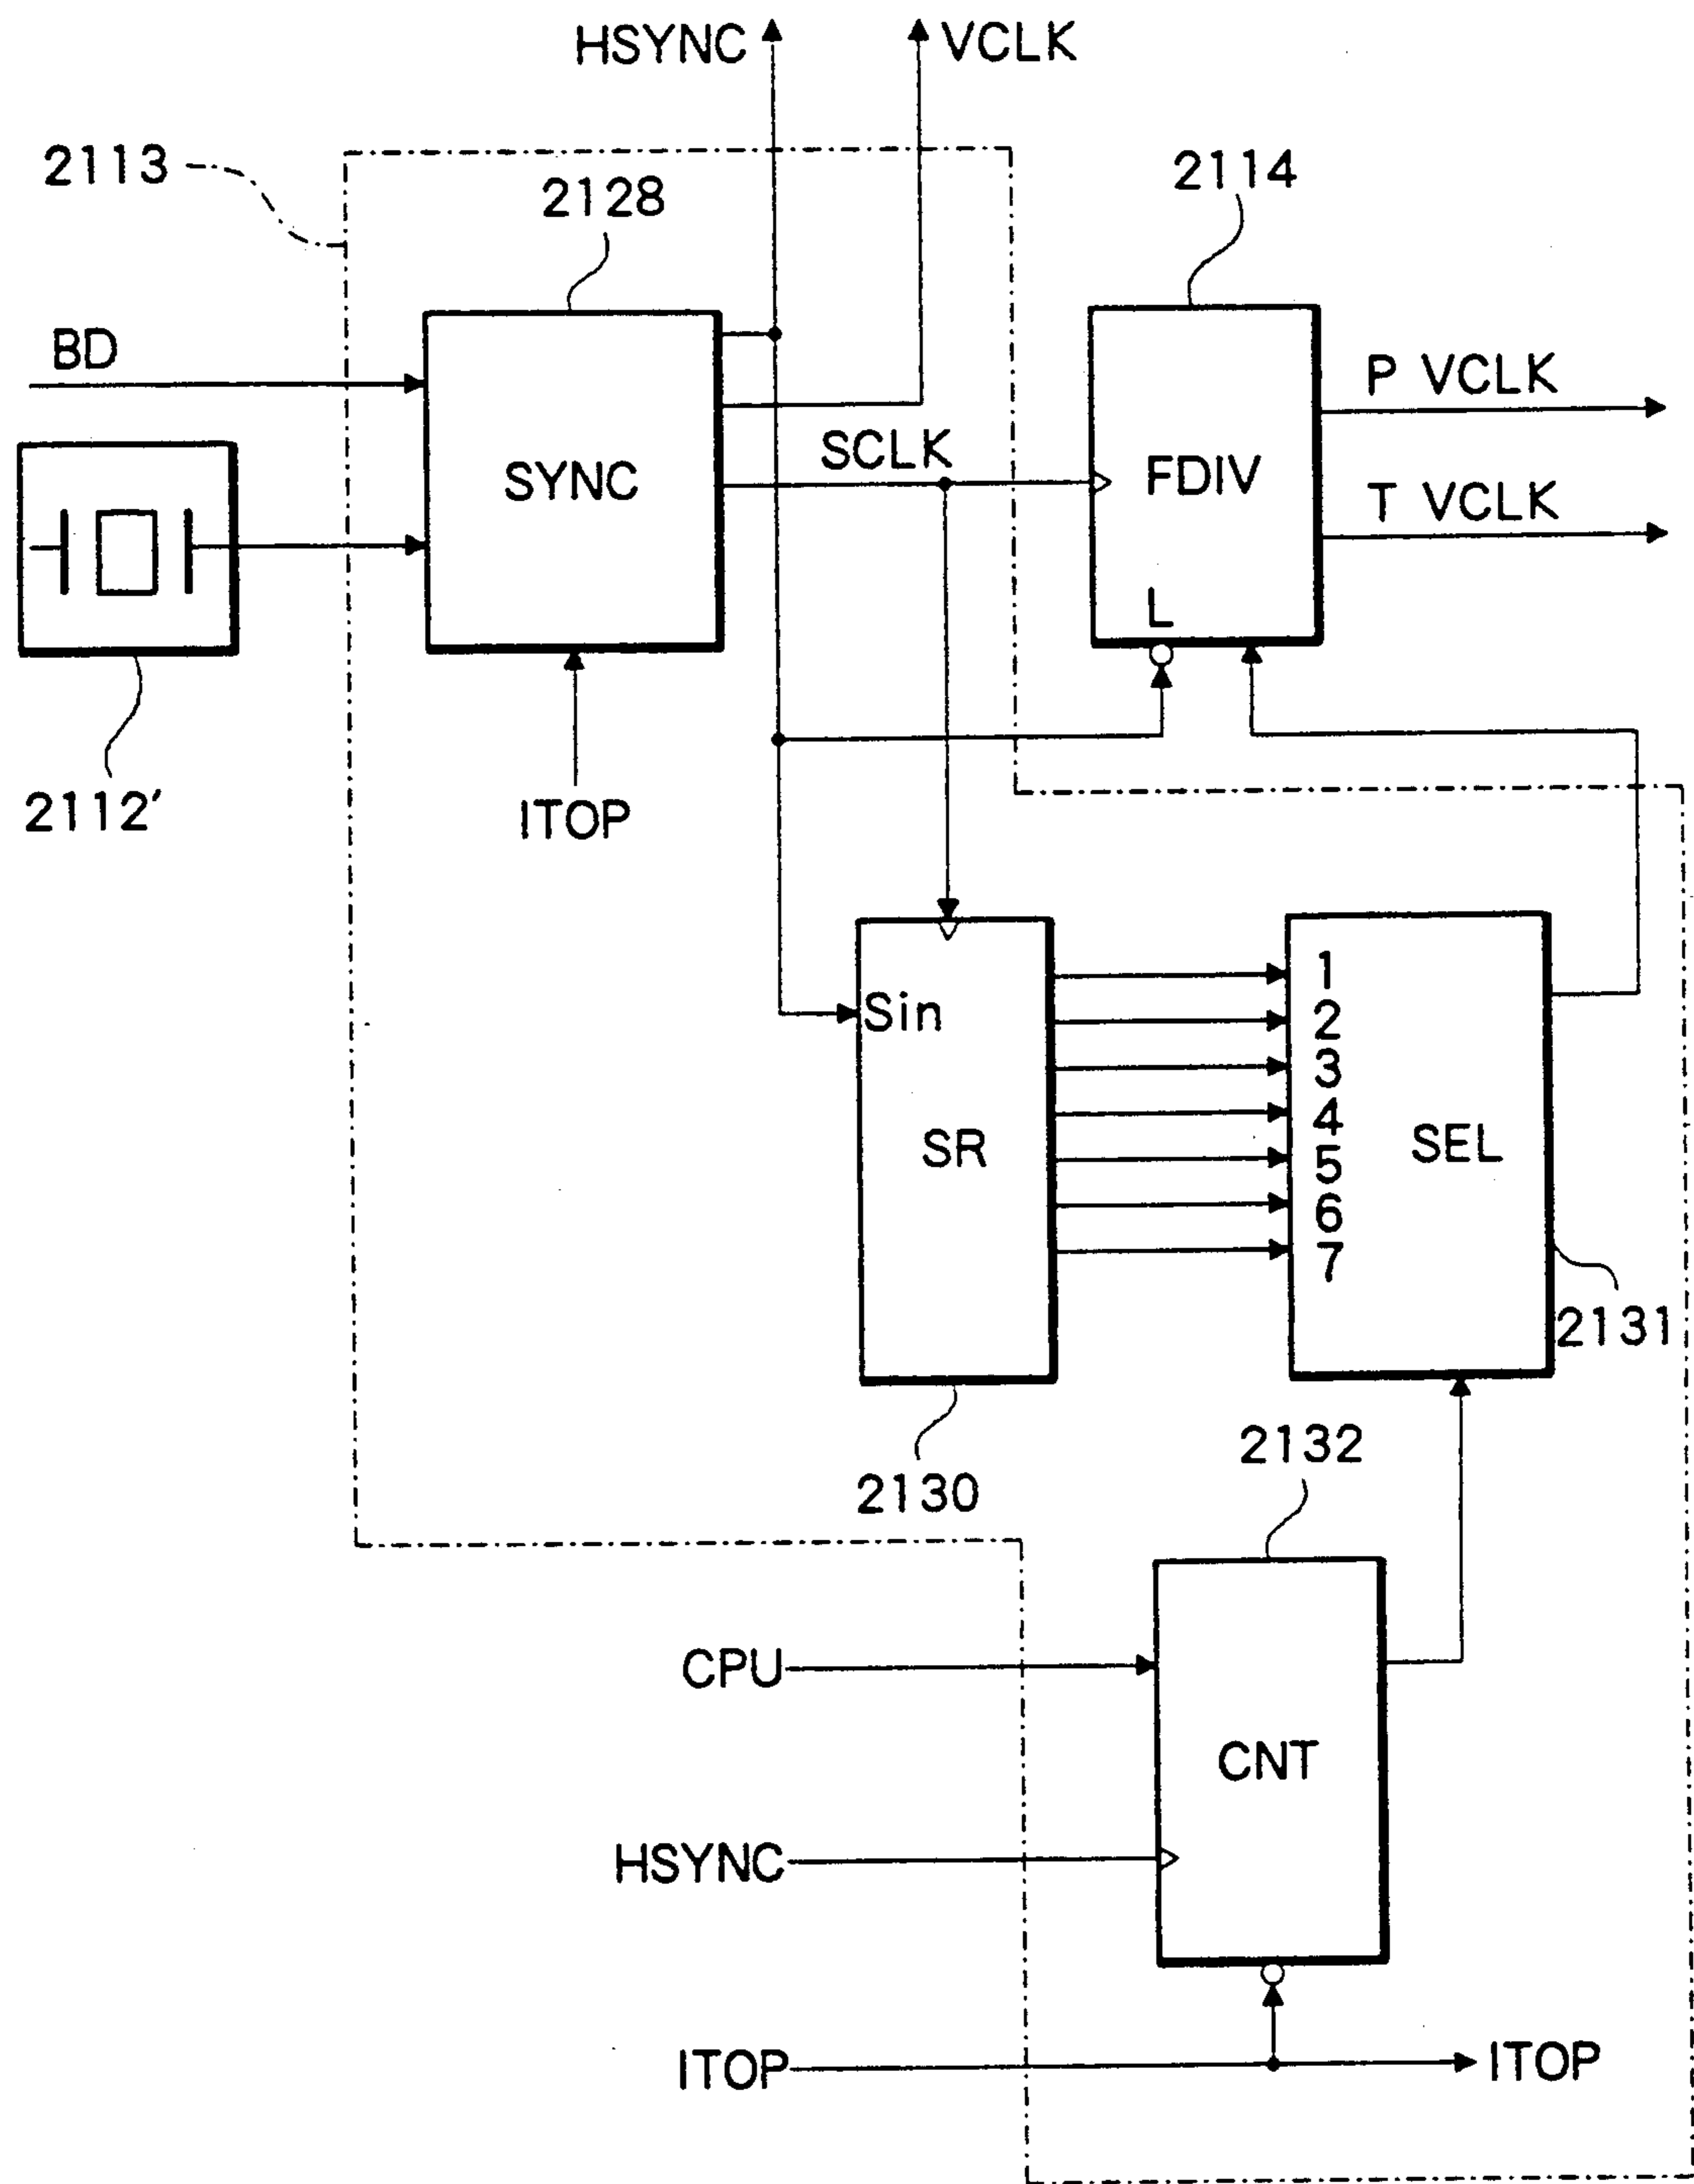 HSYNC
VCLK
2113
2128
2114
BD
P VCLK
SCLK
SYNC
FDIV
T VCLK
L
2112′
ITOP
1
Sin
2
3
4
SR
SEL
5
6
7
2131
2132
2130
CPU
CNT
HSYNC
ITOP
ITOP